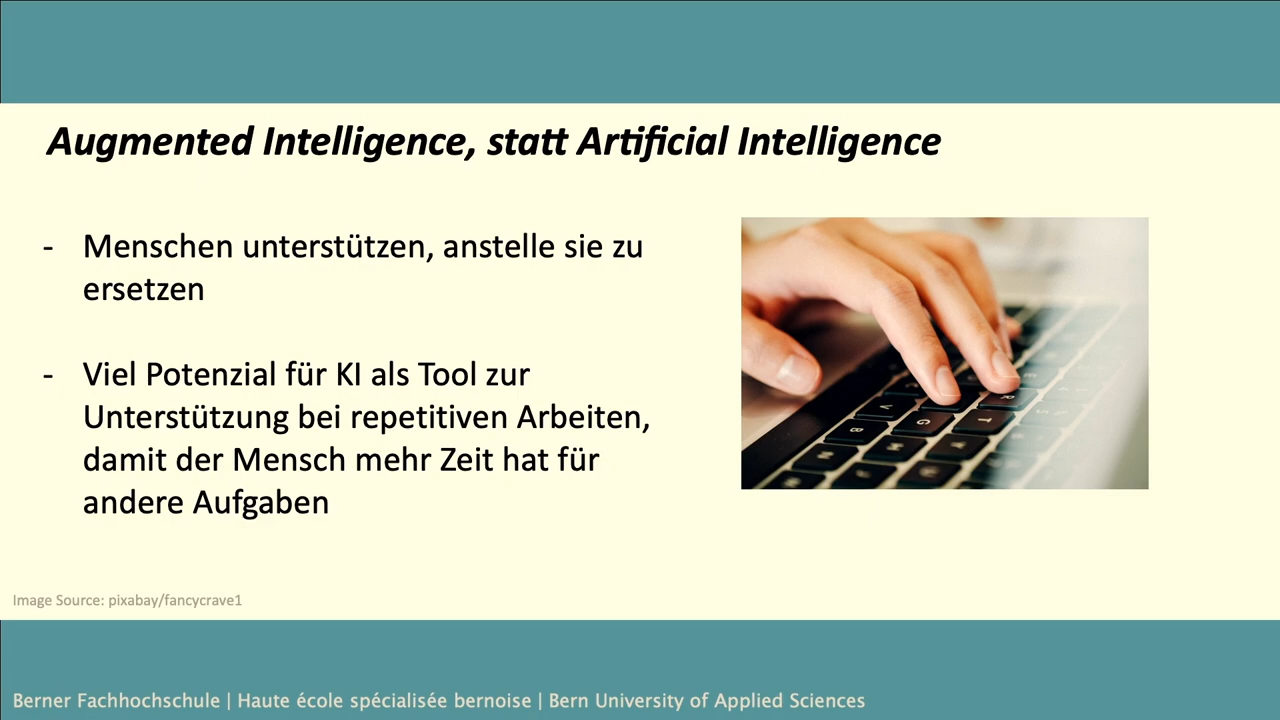 Augmented Intelligence, statt Artificial Intelligence
- Menschen unterstützen, anstelle sie zu
ersetzen
- Viel Potenzial für KI als Tool zur
Unterstützung bei repetitiven Arbeiten,
damit der Mensch mehr Zeit hat für
andere Aufgaben
V
B
G
T
R
M
N
H
Image Source: pixabay/fancycrave1
Berner Fachhochschule | Haute école spécialisée bernoise | Bern University of Applied Sciences